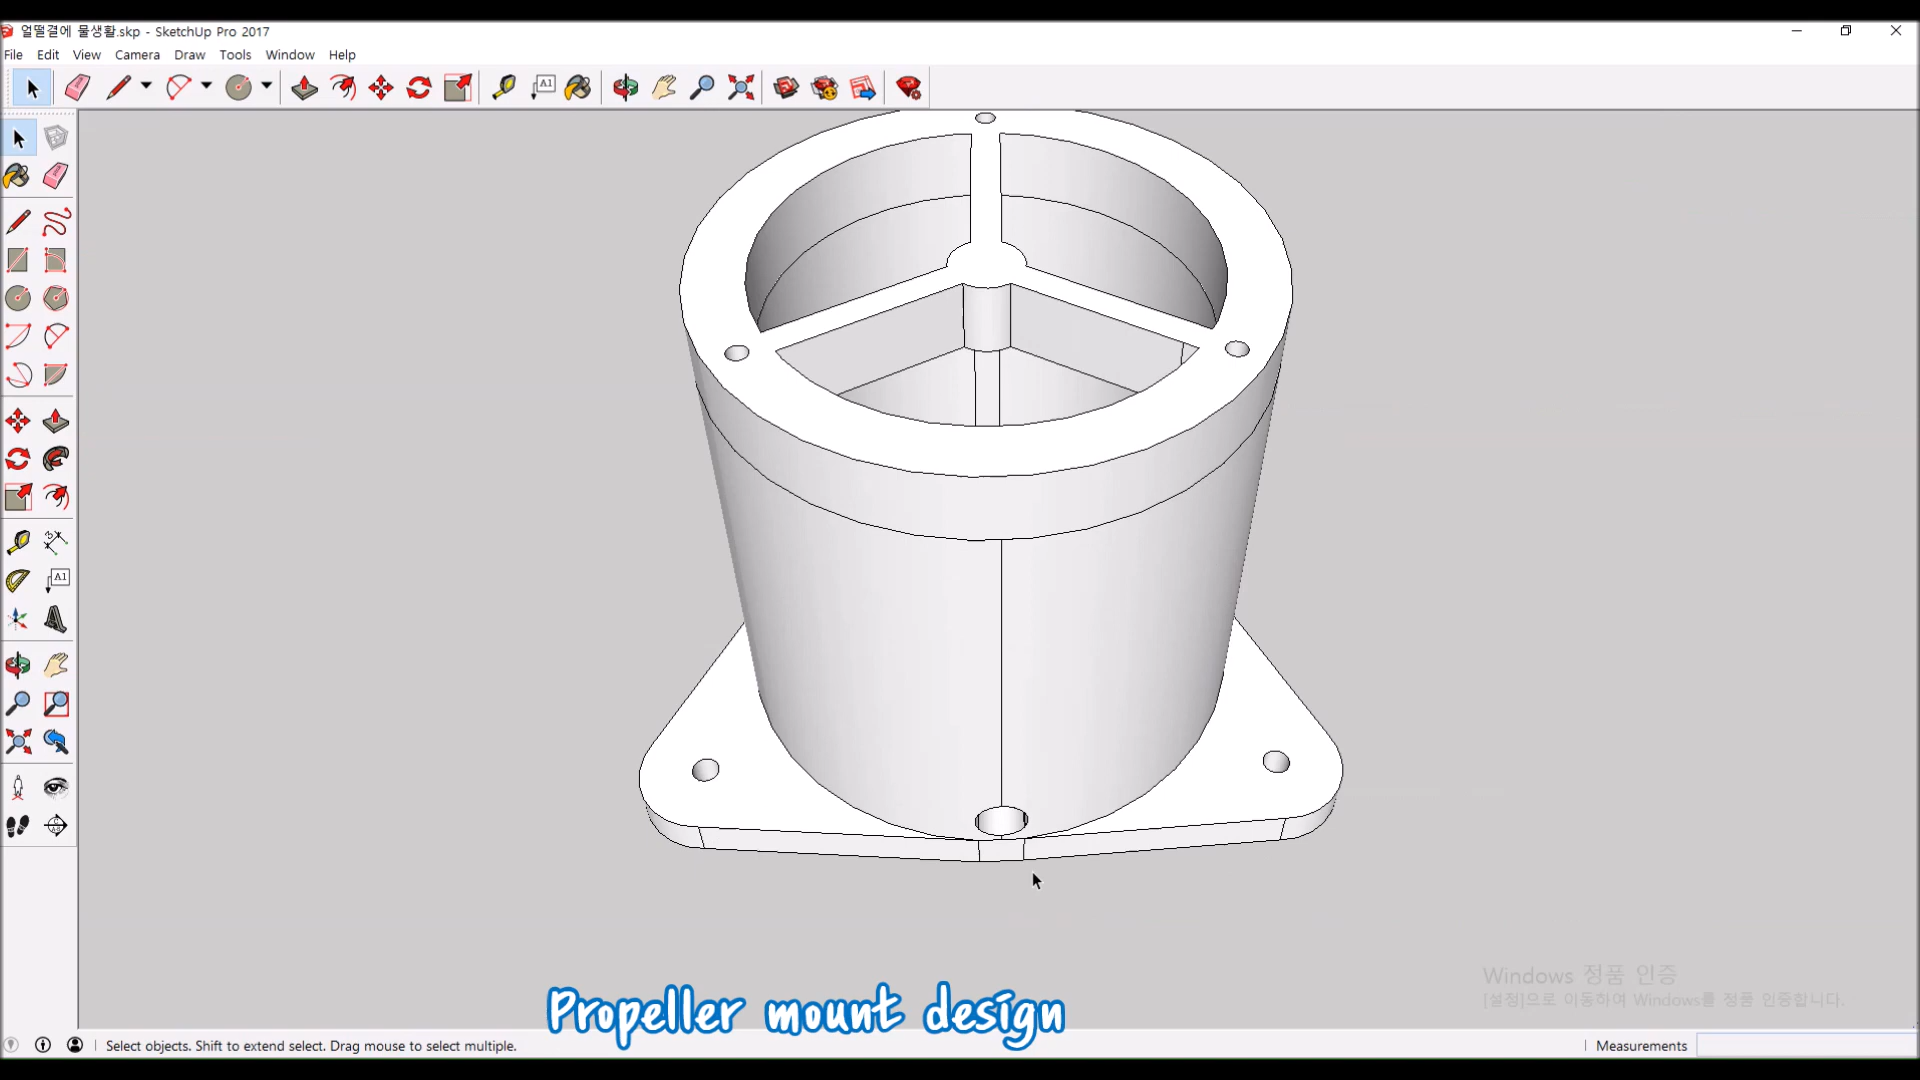 얼떨결에 물생활.skp - SketchUp Pro 2017
File Edit View Camera Draw Tools Window Help
A1
A1
Windows 정품 인증
[설정]으로 이동하여 Windows를 정품 인증합니다.
Propeller mount design
Select objects. Shift to extend select. Drag mouse to select multiple.
Measurements